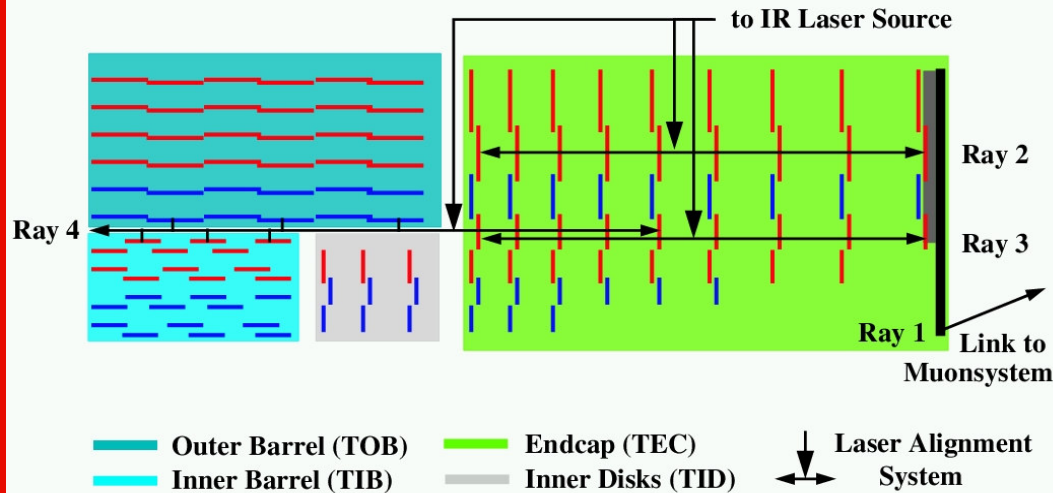 to IR Laser Source
Ray 2
Ray 4
Ray 3
Ray 1
Link to
Muonsystem
Outer Barrel (TOB)
Endcap (TEC)
Laser Alignment
System
Inner Barrel (TIB)
Inner Disks (TID)